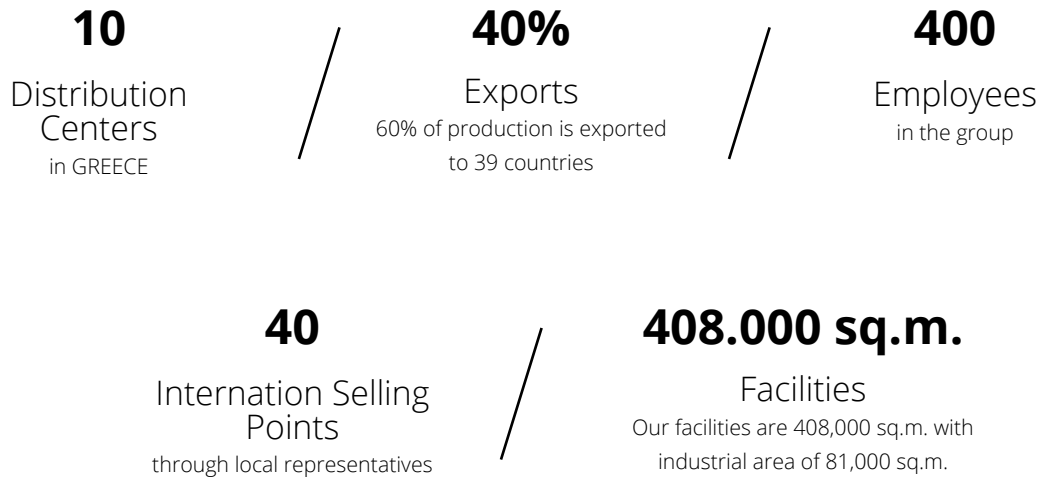 10
Distribution
Centers
in GREECE
40%
Exports
60% of production is exported
to 39 countries
400
Employees
in the group
40
Internation Selling
Points
through local representatives
408.000 sq.m.
Facilities
Our facilities are 408,000 sq.m. with
industrial area of 81,000 sq.m.